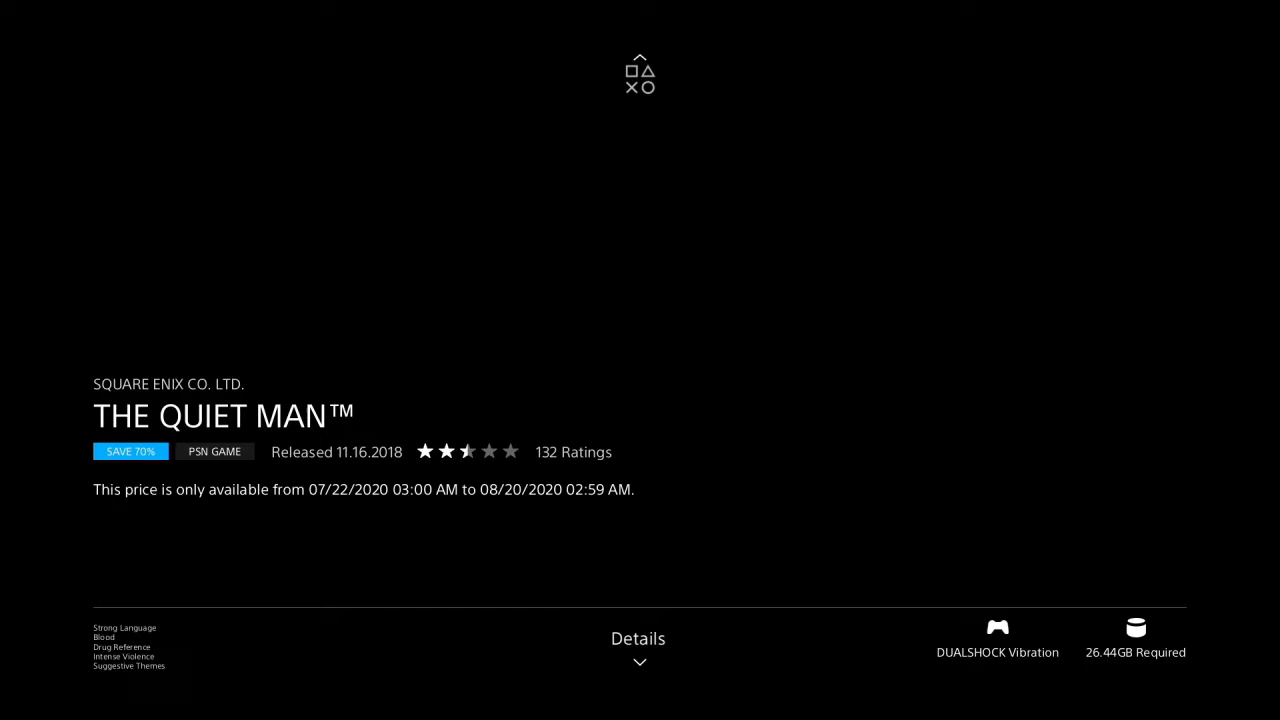 SQUARE ENIX CO. LTD.
THE QUIET MAN™
SAVE 70% PSN GAME Released 11.16.2018 132 Ratings
This price is only available from 07/22/2020 03:00 AM to 08/20/2020 02:59 AM.
Strong Language
Blood
Drug Reference
Intense Violence
Suggestive Themes
Details
DUALSHOCK Vibration
26.44GB Required